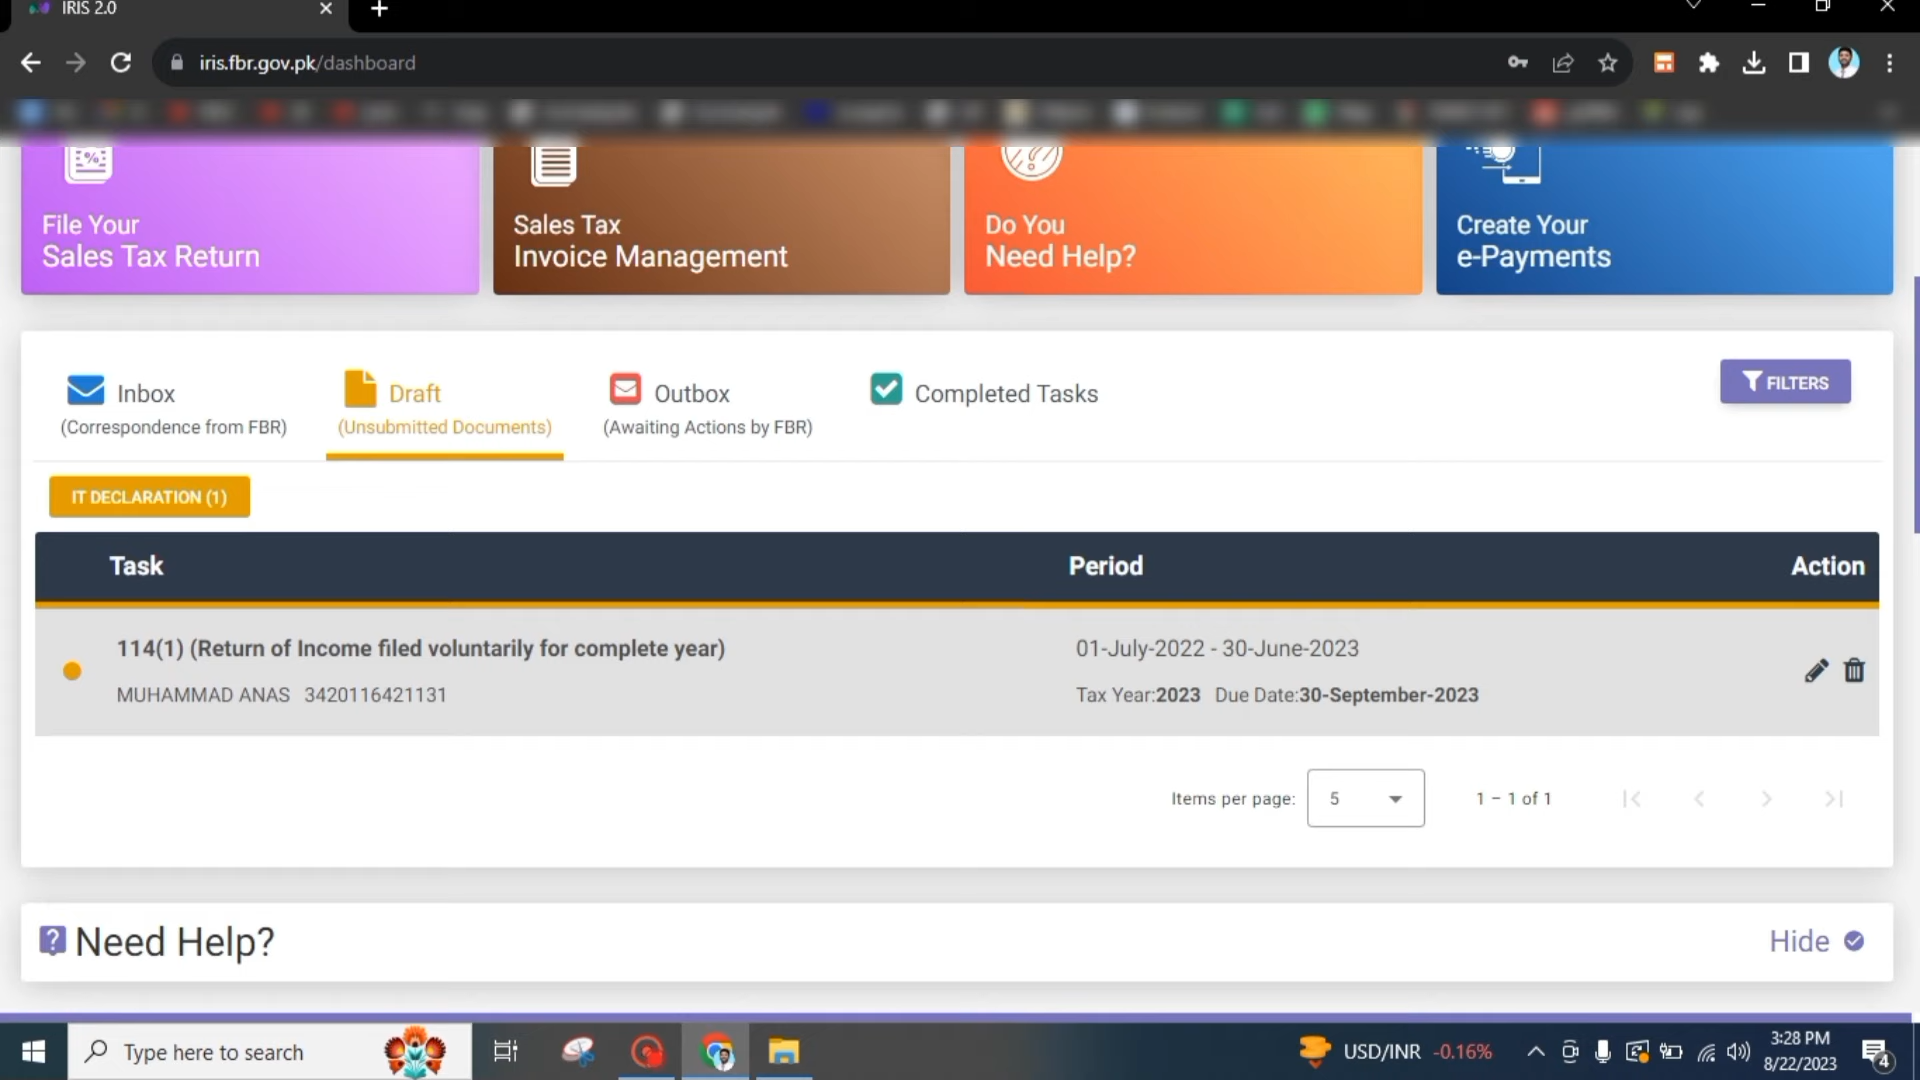 IRIS 2.0
iris.fbr.gov.pk/dashboard
File Your
Sales Tax Return
Sales Tax
Invoice Management
Do You
Need Help?
Create Your
e-Payments
Inbox
(Correspondence from FBR)
Draft
(Unsubmitted Documents)
Outbox
(Awaiting Actions by FBR)
Completed Tasks
FILTERS
IT DECLARATION (1)
Task Period Action
114(1) (Return of Income filed voluntarily for complete year)
MUHAMMAD ANAS 3420116421131
01-July-2022 - 30-June-2023
Tax Year:2023 Due Date:30-September-2023
Items per page: 5 1 – 1 of 1
Need Help?
Hide
Type here to search
USD/INR -0.16%
3:28 PM
8/22/2023
4